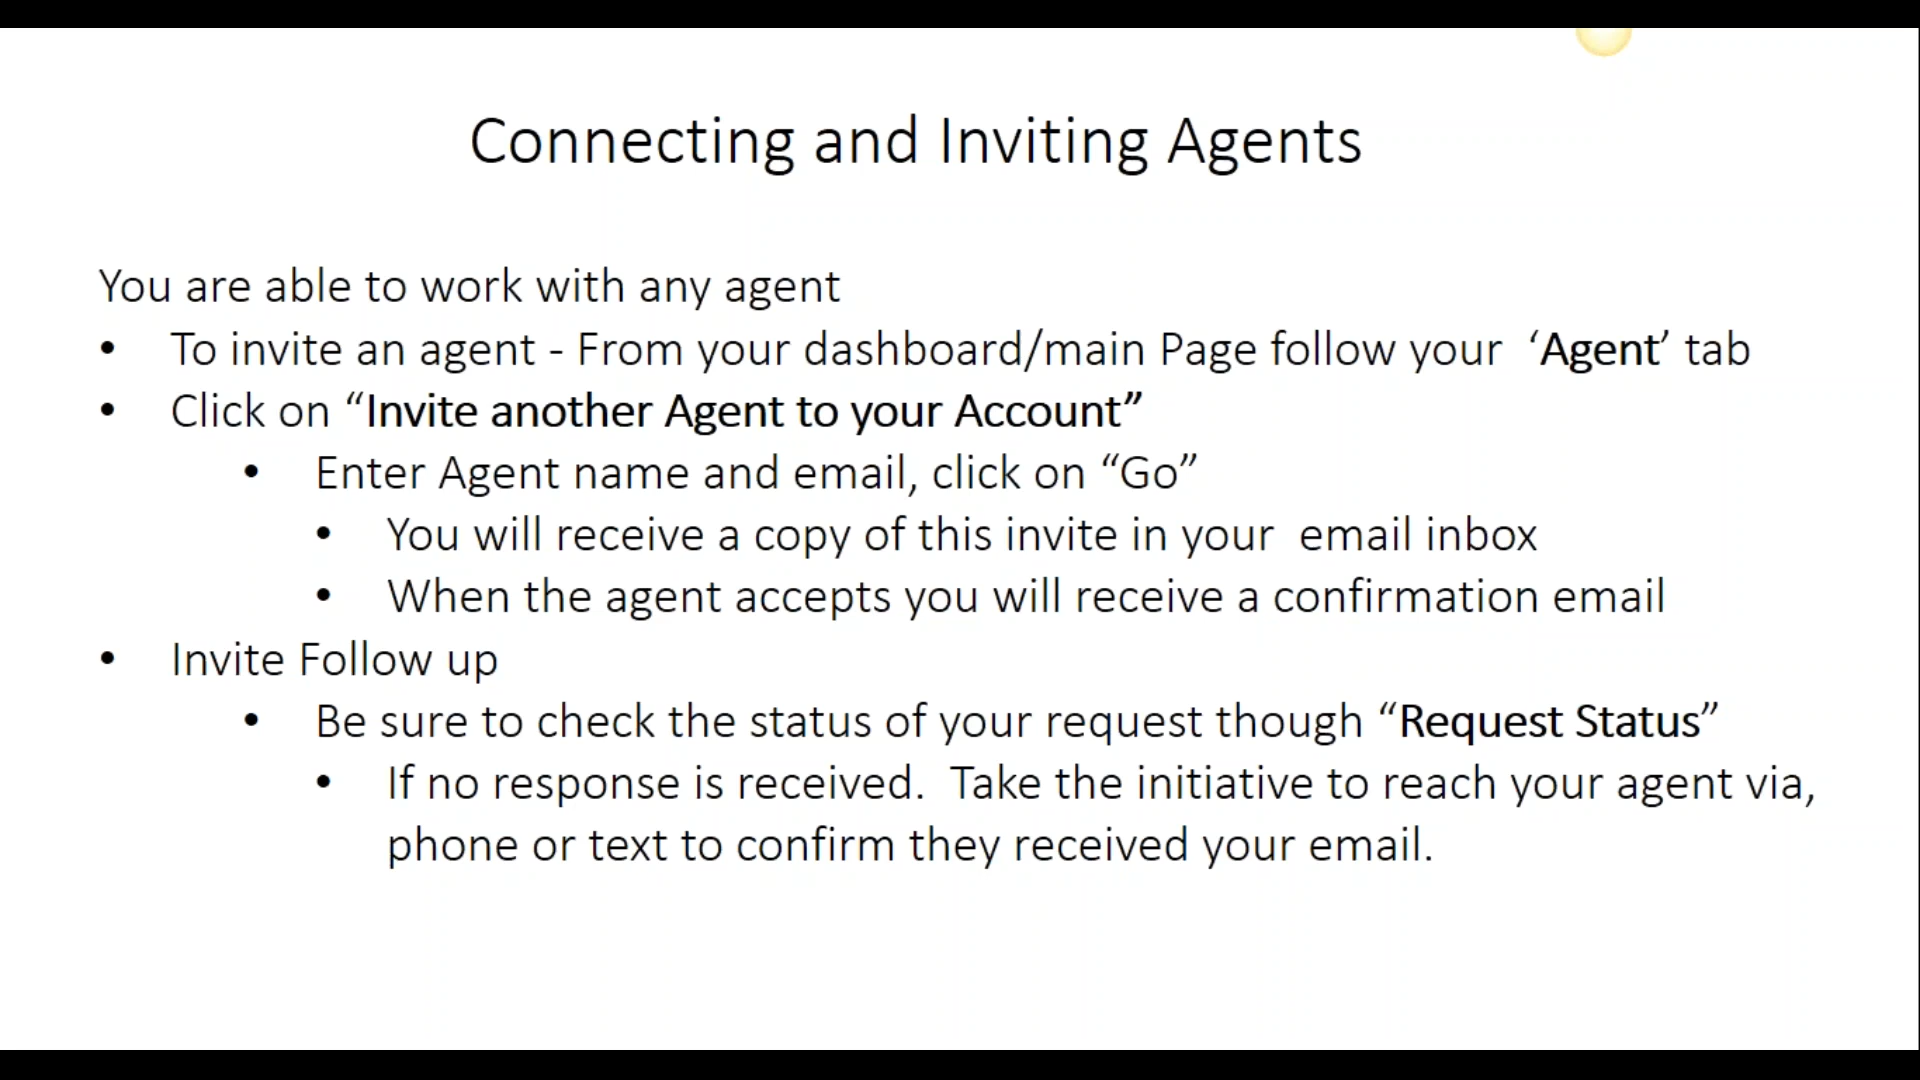 Connecting and Inviting Agents
You are able to work with any agent
• To invite an agent - From your dashboard/main Page follow your ‘Agent’ tab
• Click on “Invite another Agent to your Account”
• Enter Agent name and email, click on “Go”
• You will receive a copy of this invite in your email inbox
• When the agent accepts you will receive a confirmation email
• Invite Follow up
• Be sure to check the status of your request though “Request Status”
• If no response is received. Take the initiative to reach your agent via,
phone or text to confirm they received your email.